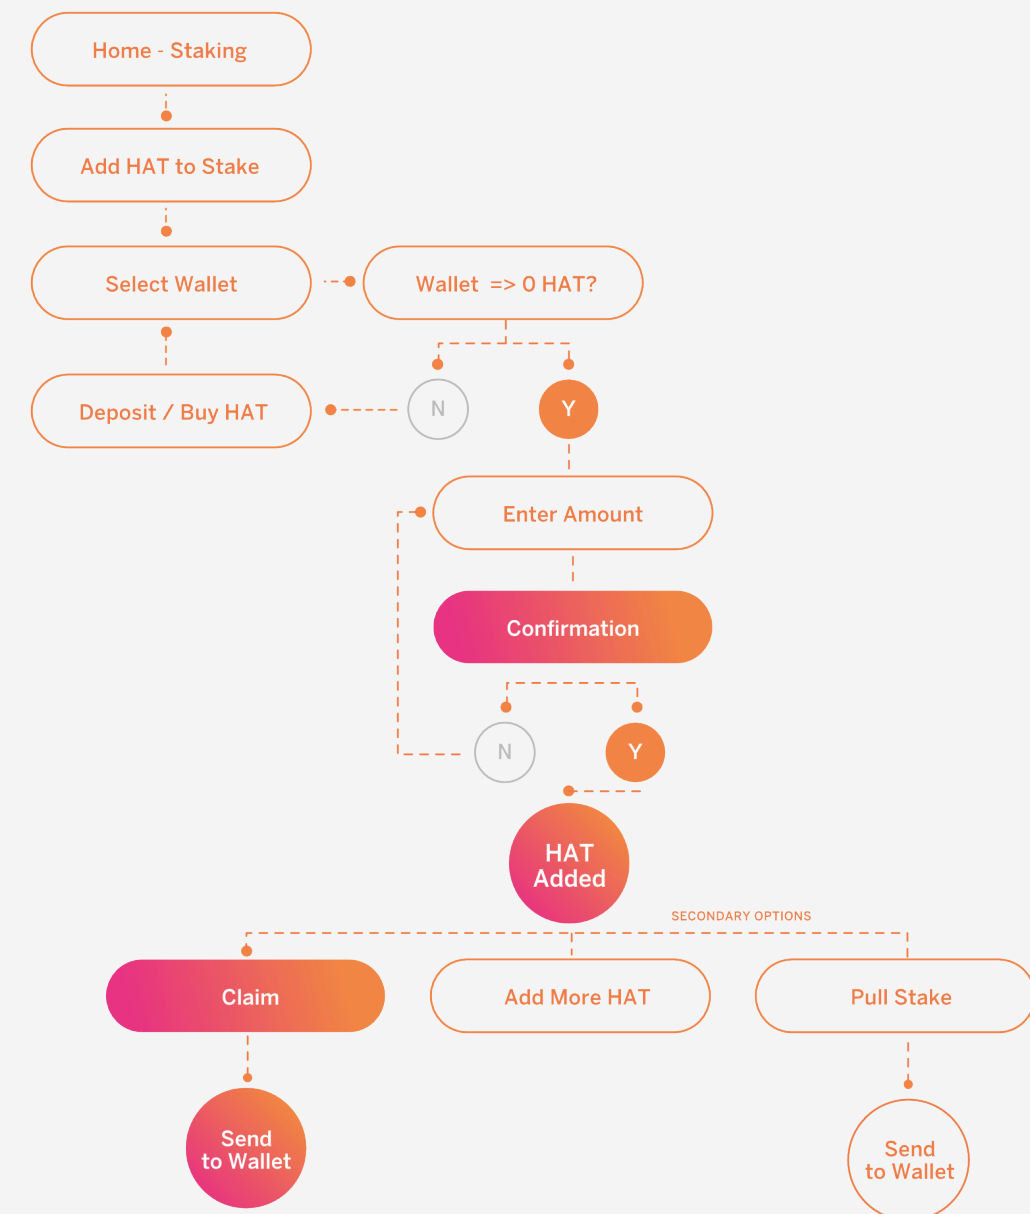 Home - Staking
Add HAT to Stake
Select Wallet
Wallet  => 0 HAT?
Deposit / Buy HAT
N
Y
Enter Amount
Confirmation
N
Y
HAT
Added
SECONDARY OPTIONS
Claim
Add More HAT
Pull Stake
Send
to Wallet
Send
to Wallet